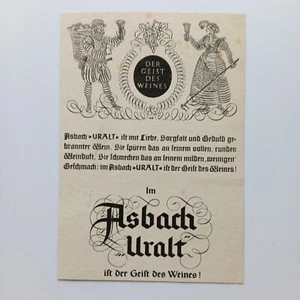 DER
GEIST
DES
WEINES
Asbach »URALT« ist mit Liebe, Sorgfalt und Geduld ge-
brannter Wein. Sie spüren das an seinem vollen, runden
Weinduft. Sie schmecken das an seinem milden, „weinigen“
Geschmack: im Asbach »URALT« ist der Geist des Weines!
Im
Asbach
„Uralt“
ist der Geist des Weines!